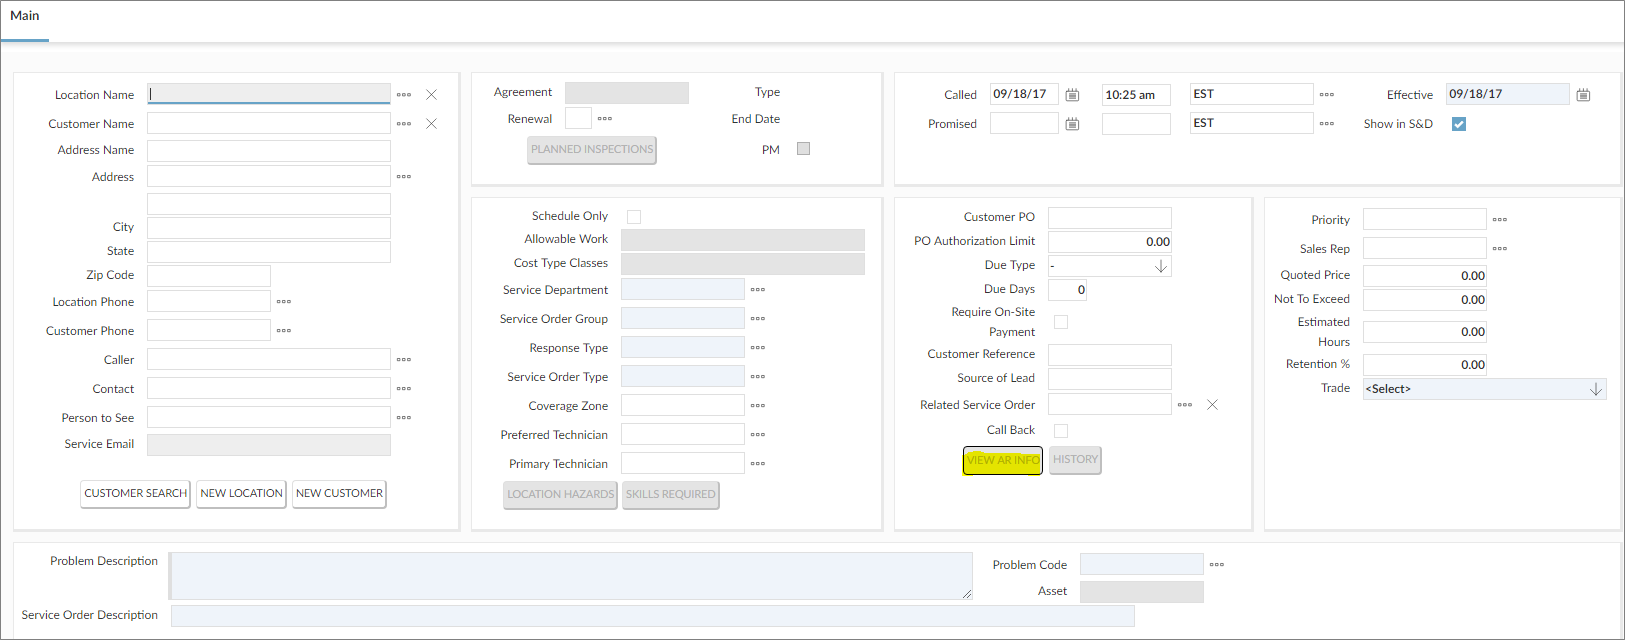 Main
Location Name
Customer Name
Address Name
Address
City
State
Zip Code
Location Phone
Customer Phone
Caller
Contact
Person to See
Service Email
CUSTOMER SEARCH NEW LOCATION NEW CUSTOMER
Agreement Type
Renewal End Date
PLANNED INSPECTIONS PM
Called 09/18/17 10:25 am EST Effective 09/18/17
Promised EST Show in S&D
Schedule Only
Allowable Work
Cost Type Classes
Service Department
Service Order Group
Response Type
Service Order Type
Coverage Zone
Preferred Technician
Primary Technician
LOCATION HAZARDS SKILLS REQUIRED
Customer PO
PO Authorization Limit 0.00
Due Type -
Due Days 0
Require On-Site
Payment
Customer Reference
Source of Lead
Related Service Order
Call Back
VIEW AR INFO HISTORY
Priority
Sales Rep
Quoted Price 0.00
Not To Exceed 0.00
Estimated
Hours 0.00
Retention % 0.00
Trade <Select>
Problem Description
Problem Code
Asset
Service Order Description